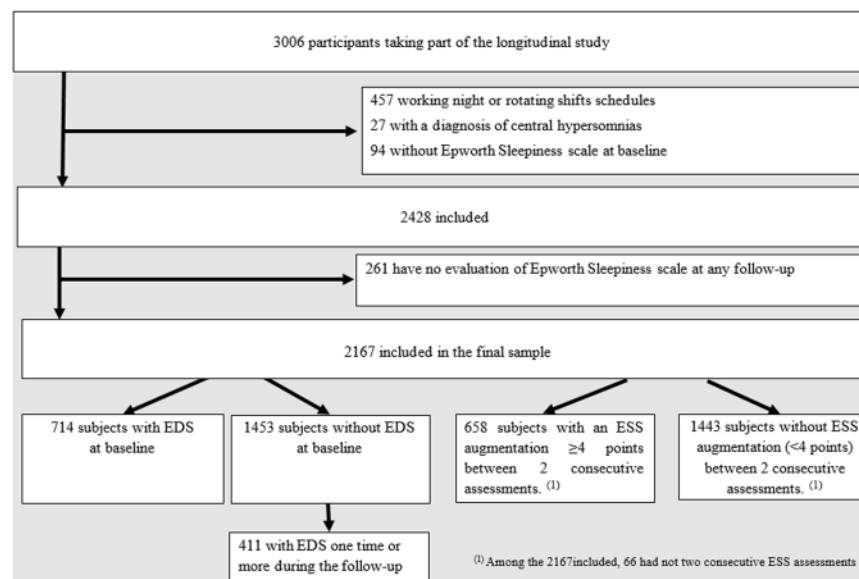 3006 participants taking part of the longitudinal study
457 working night or rotating shifts schedules
27 with a diagnosis of central hypersomnias
94 without Epworth Sleepiness scale at baseline
2428 included
261 have no evaluation of Epworth Sleepiness scale at any follow-up
2167 included in the final sample
714 subjects with EDS
at baseline
1453 subjects without EDS
at baseline
658 subjects with an ESS
augmentation ≥4 points
between 2 consecutive
assessments. (1)
1443 subjects without ESS
augmentation (<4 points)
between 2 consecutive
assessments. (1)
411 with EDS one time or
more during the follow-up
(1) Among the 2167included, 66 had not two consecutive ESS assessments